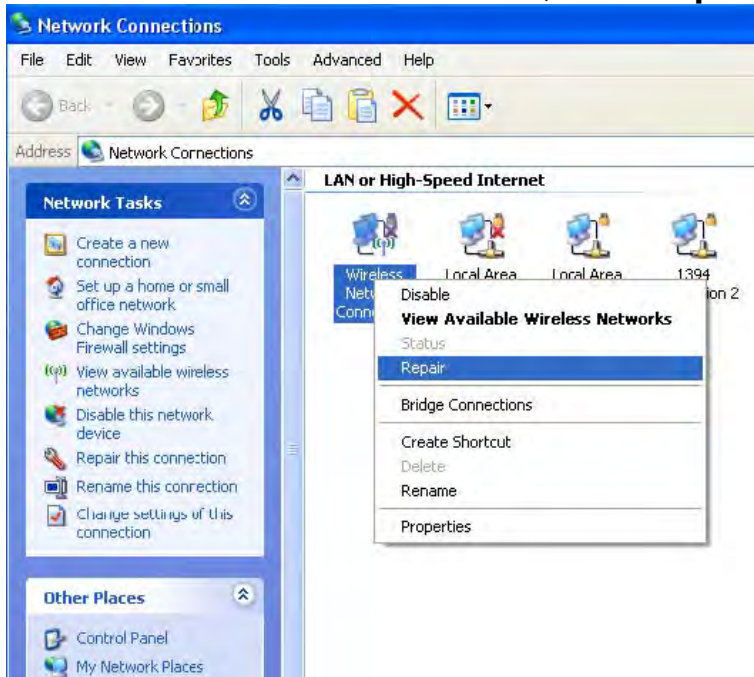 Network Connections
File Edit View Favorites Tools Advanced Help
Back
Address Network Connections
Network Tasks
Create a new
connection
Set up a home or small
office network
Change Windows
Firewall settings
View available wireless
networks
Disable this network
device
Repair this connection
Rename this connection
Change settings of this
connection
Other Places
Control Panel
My Network Places
LAN or High-Speed Internet
Wireless Local Area Local Area 1394
Disable
View Available Wireless Networks
Status
Repair
Bridge Connections
Create Shortcut
Delete
Rename
Properties